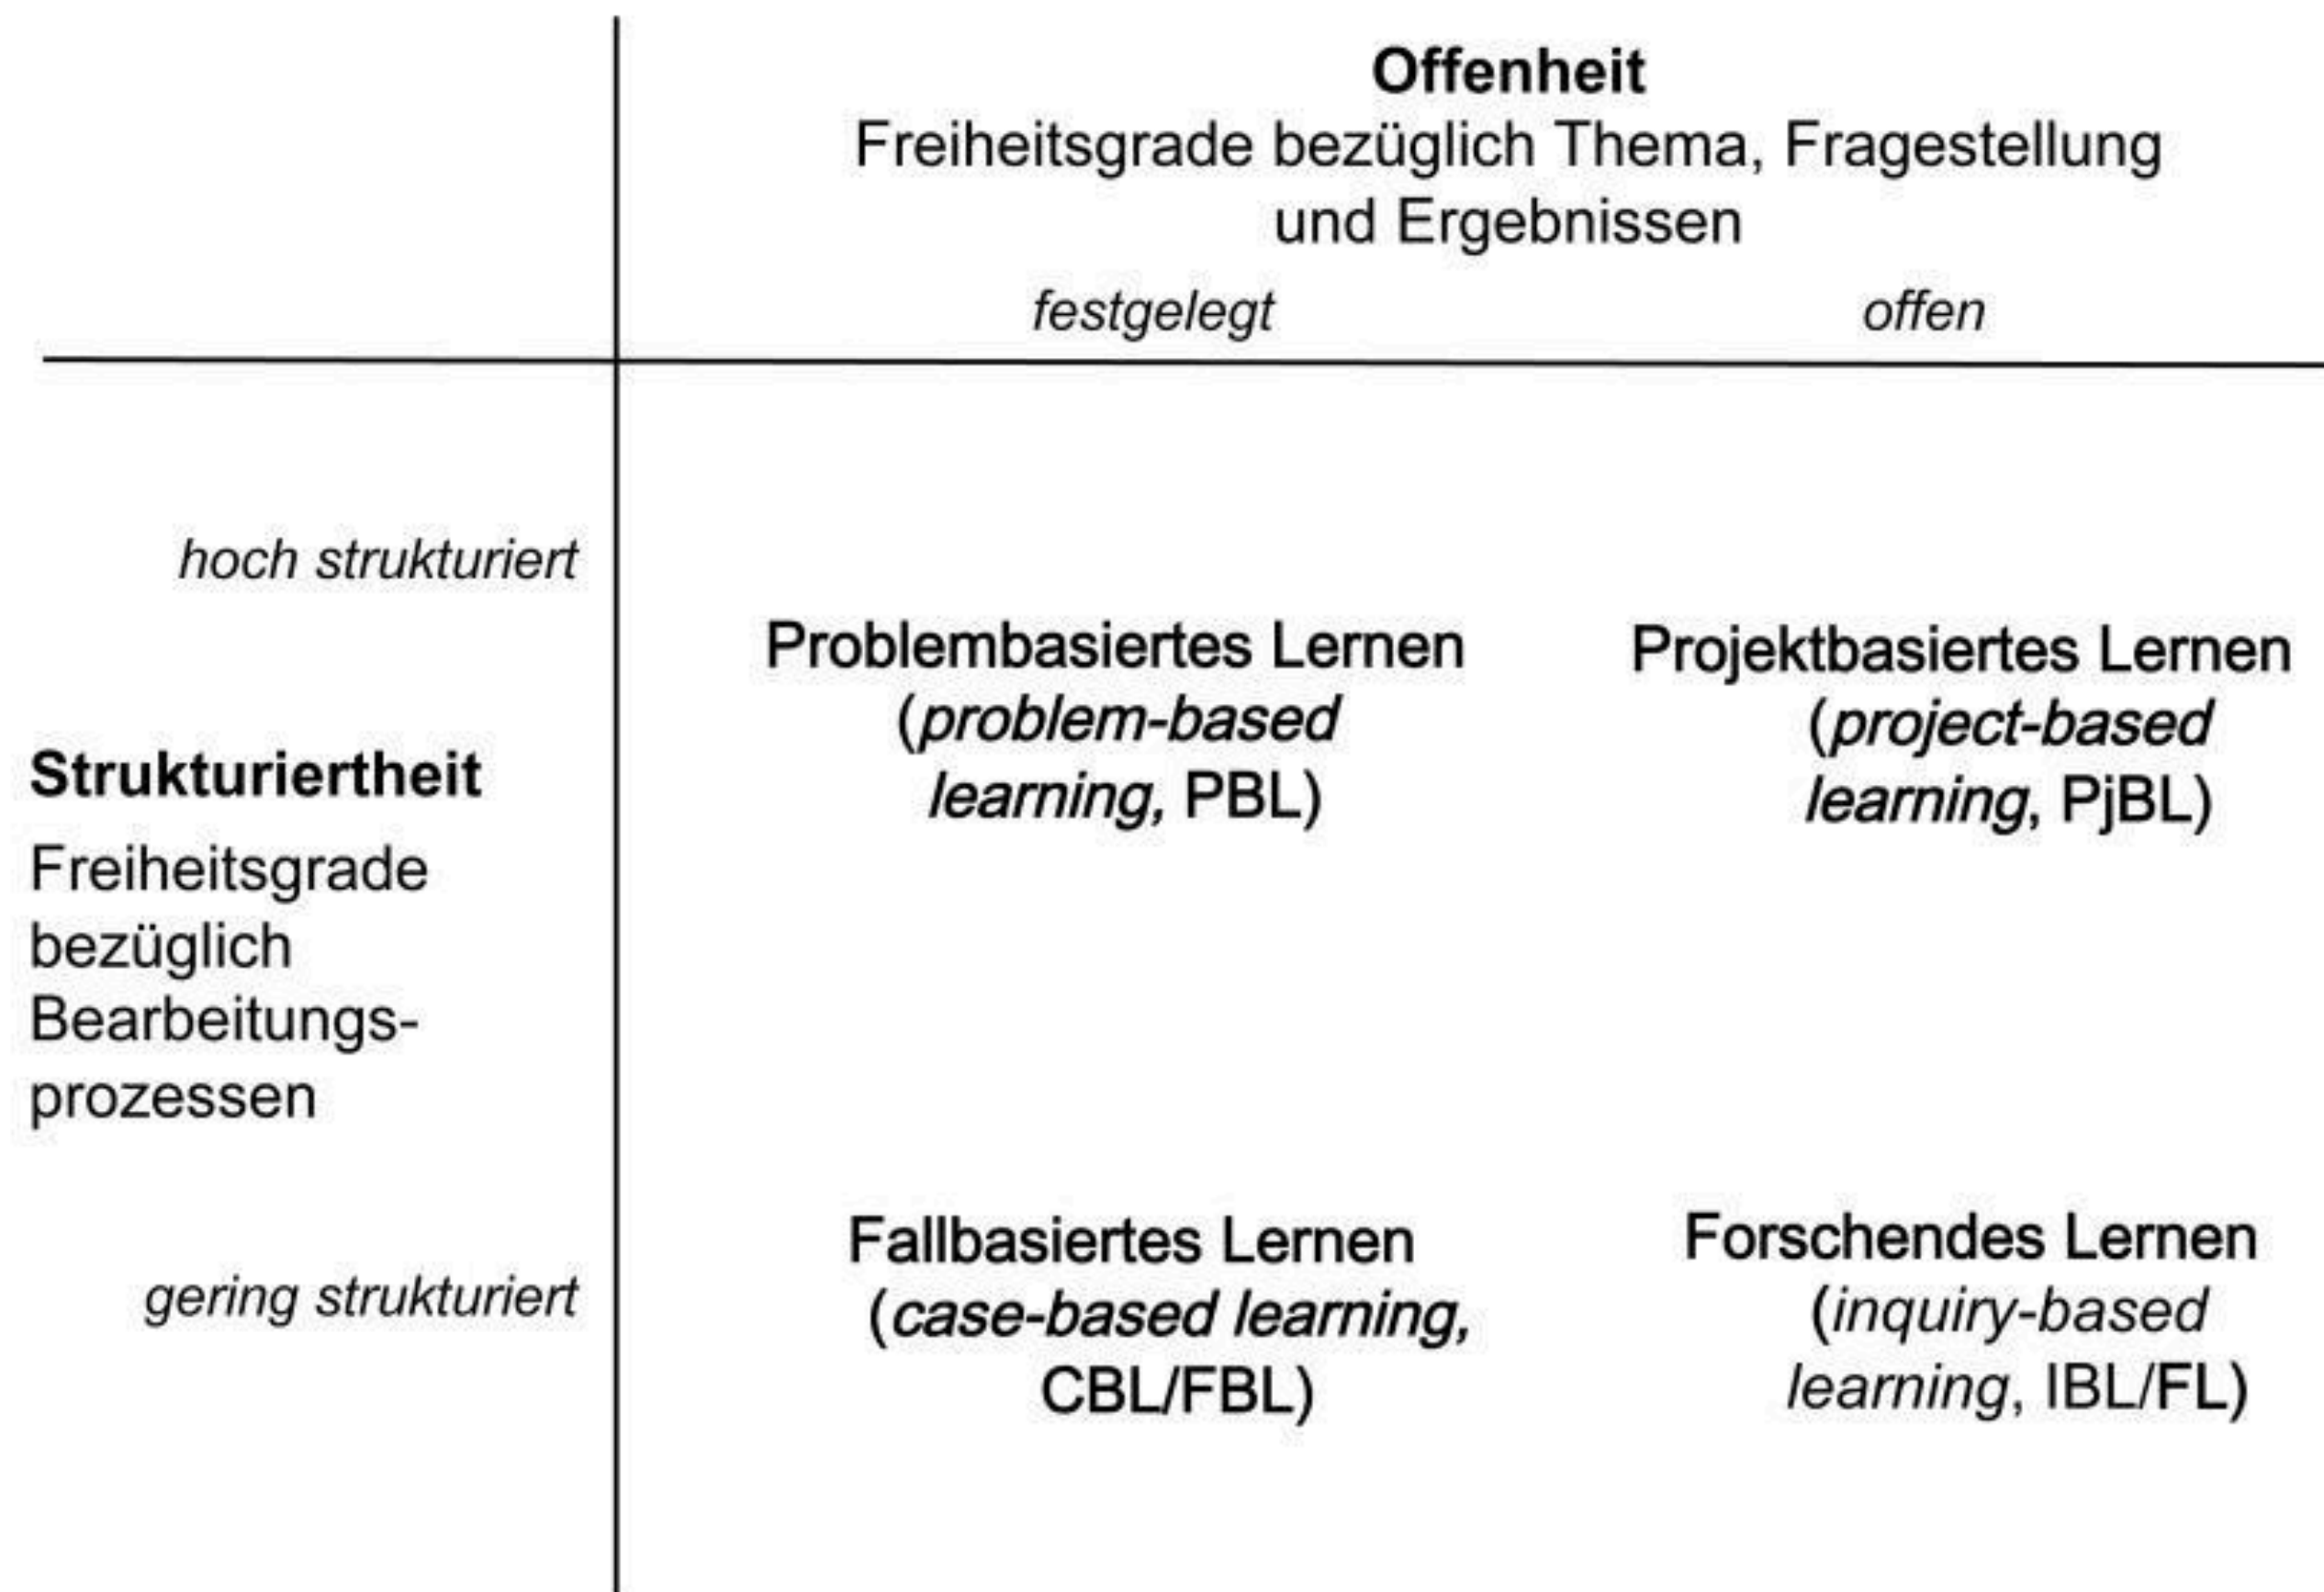 Offenheit
Freiheitsgrade bezüglich Thema, Fragestellung
und Ergebnissen
festgelegt
offen
hoch strukturiert
Strukturiertheit
Freiheitsgrade
bezüglich
Bearbeitungs-
prozessen
gering strukturiert
Problembasiertes Lernen
(problem-based
learning, PBL)
Projektbasiertes Lernen
(project-based
learning, PjBL)
Fallbasiertes Lernen
(case-based learning,
CBL/FBL)
Forschendes Lernen
(inquiry-based
learning, IBL/FL)